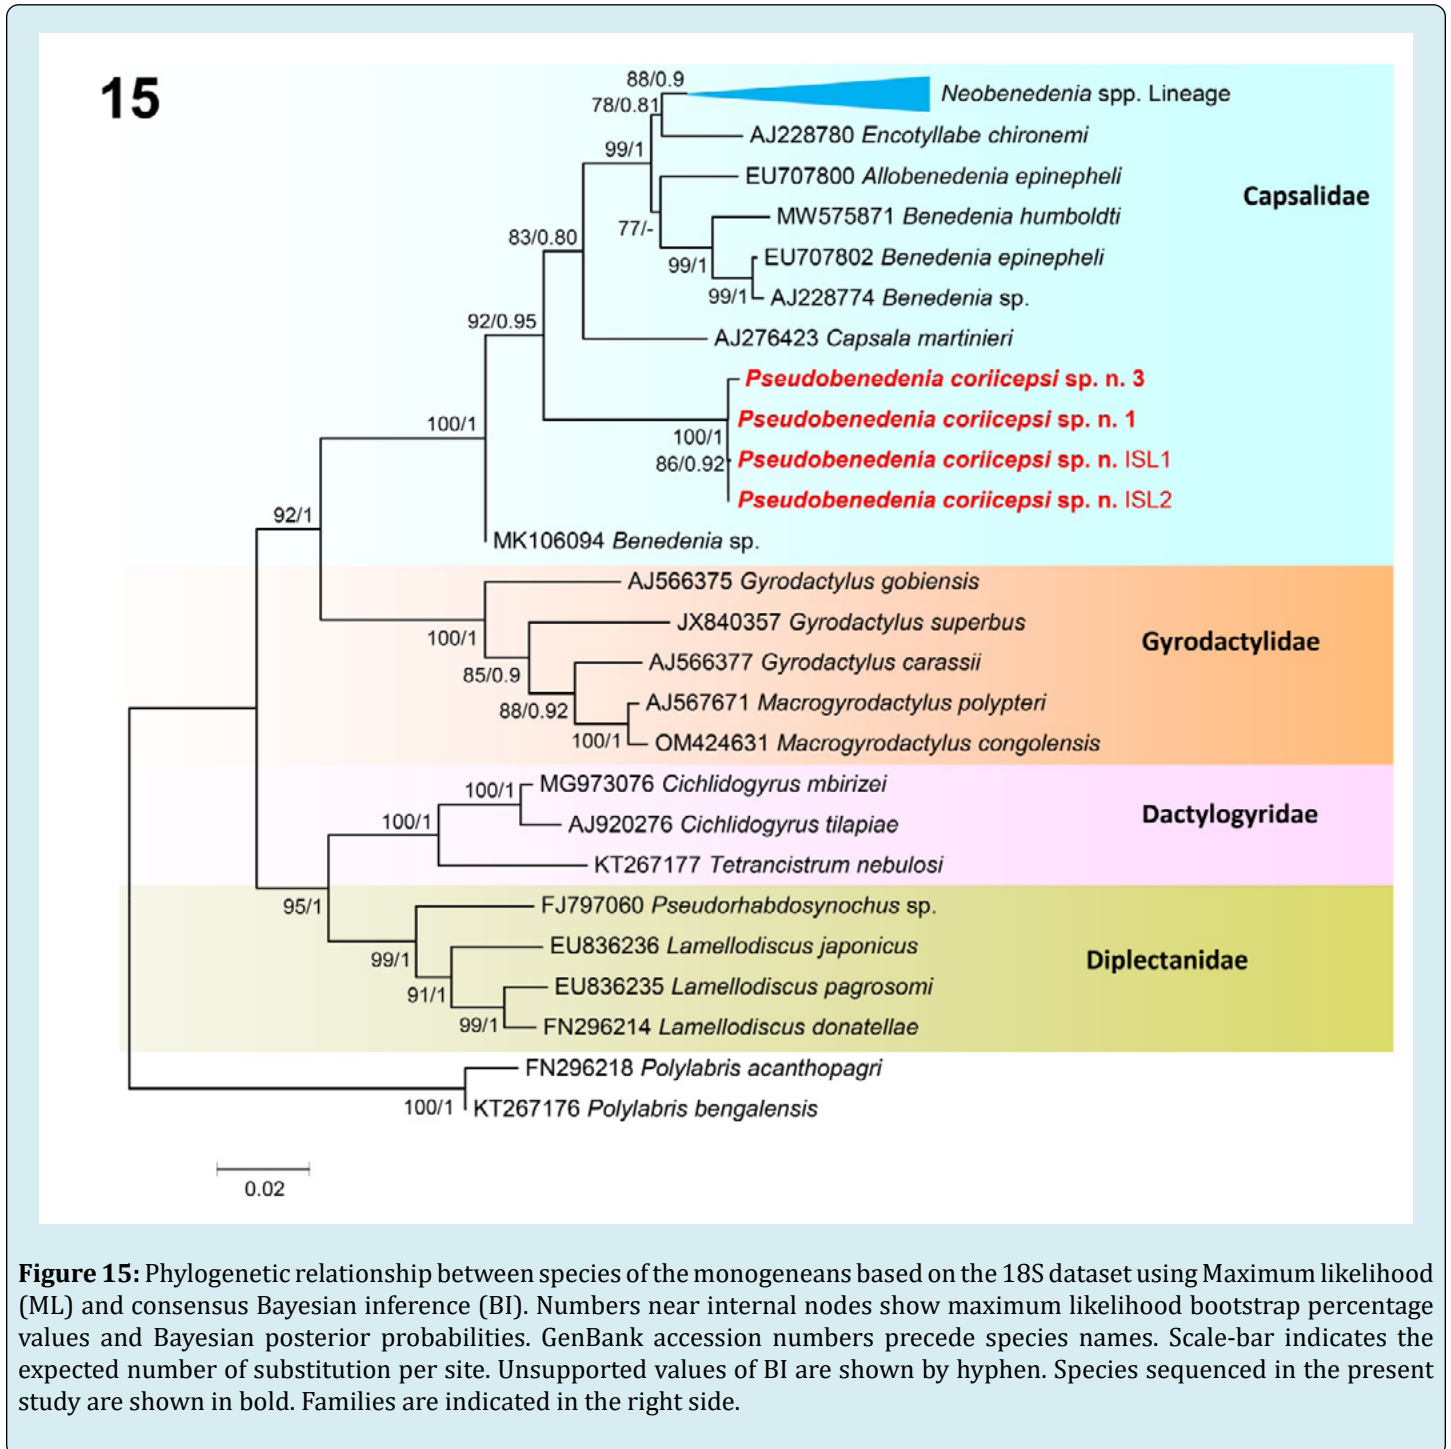 15
88/0.9
Neobenedenia spp. Lineage
78/0.81
AJ228780 Encotyllabe chironemi
99/1
EU707800 Allobenedenia epinepheli
Capsalidae
MW575871 Benedenia humboldti
77/-
83/0.80
EU707802 Benedenia epinepheli
99/1
AJ228774 Benedenia sp.
99/1
92/0.95
AJ276423 Capsala martinieri
Pseudobenedenia coriicepsi sp. n. 3
Pseudobenedenia coriicepsi sp. n. 1
100/1
100/1
Pseudobenedenia coriicepsi sp. n. ISL1
86/0.92
Pseudobenedenia coriicepsi sp. n. ISL2
92/1
MK106094 Benedenia sp.
AJ566375 Gyrodactylus gobiensis
JX840357 Gyrodactylus superbus
100/1
Gyrodactylidae
AJ566377 Gyrodactylus carassii
85/0.9
AJ567671 Macrogyrodactylus polypteri
88/0.92
OM424631 Macrogyrodactylus congolensis
100/1
MG973076 Cichlidogyrus mbirizei
100/1
Dactylogyridae
AJ920276 Cichlidogyrus tilapiae
100/1
KT267177 Tetrancistrum nebulosi
FJ797060 Pseudorhabdosynochus sp.
95/1
EU836236 Lamellodiscus japonicus
99/1
Diplectanidae
EU836235 Lamellodiscus pagrosomi
91/1
FN296214 Lamellodiscus donatellae
99/1
FN296218 Polylabris acanthopagri
100/1
KT267176 Polylabris bengalensis
0.02
Figure 15: Phylogenetic relationship between species of the monogeneans based on the 18S dataset using Maximum likelihood
(ML) and consensus Bayesian inference (BI). Numbers near internal nodes show maximum likelihood bootstrap percentage
values and Bayesian posterior probabilities. GenBank accession numbers precede species names. Scale-bar indicates the
expected number of substitution per site. Unsupported values of BI are shown by hyphen. Species sequenced in the present
study are shown in bold. Families are indicated in the right side.